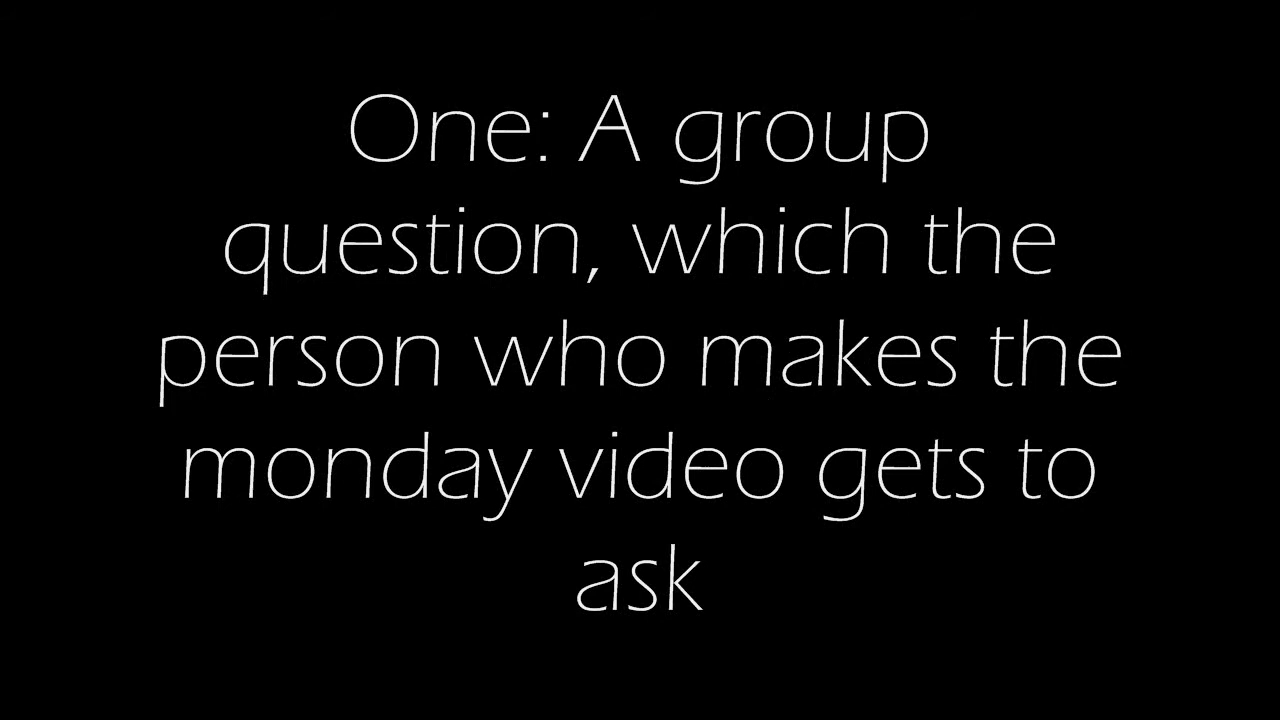 One: A group
question, which the
person who makes the
monday video gets to
ask